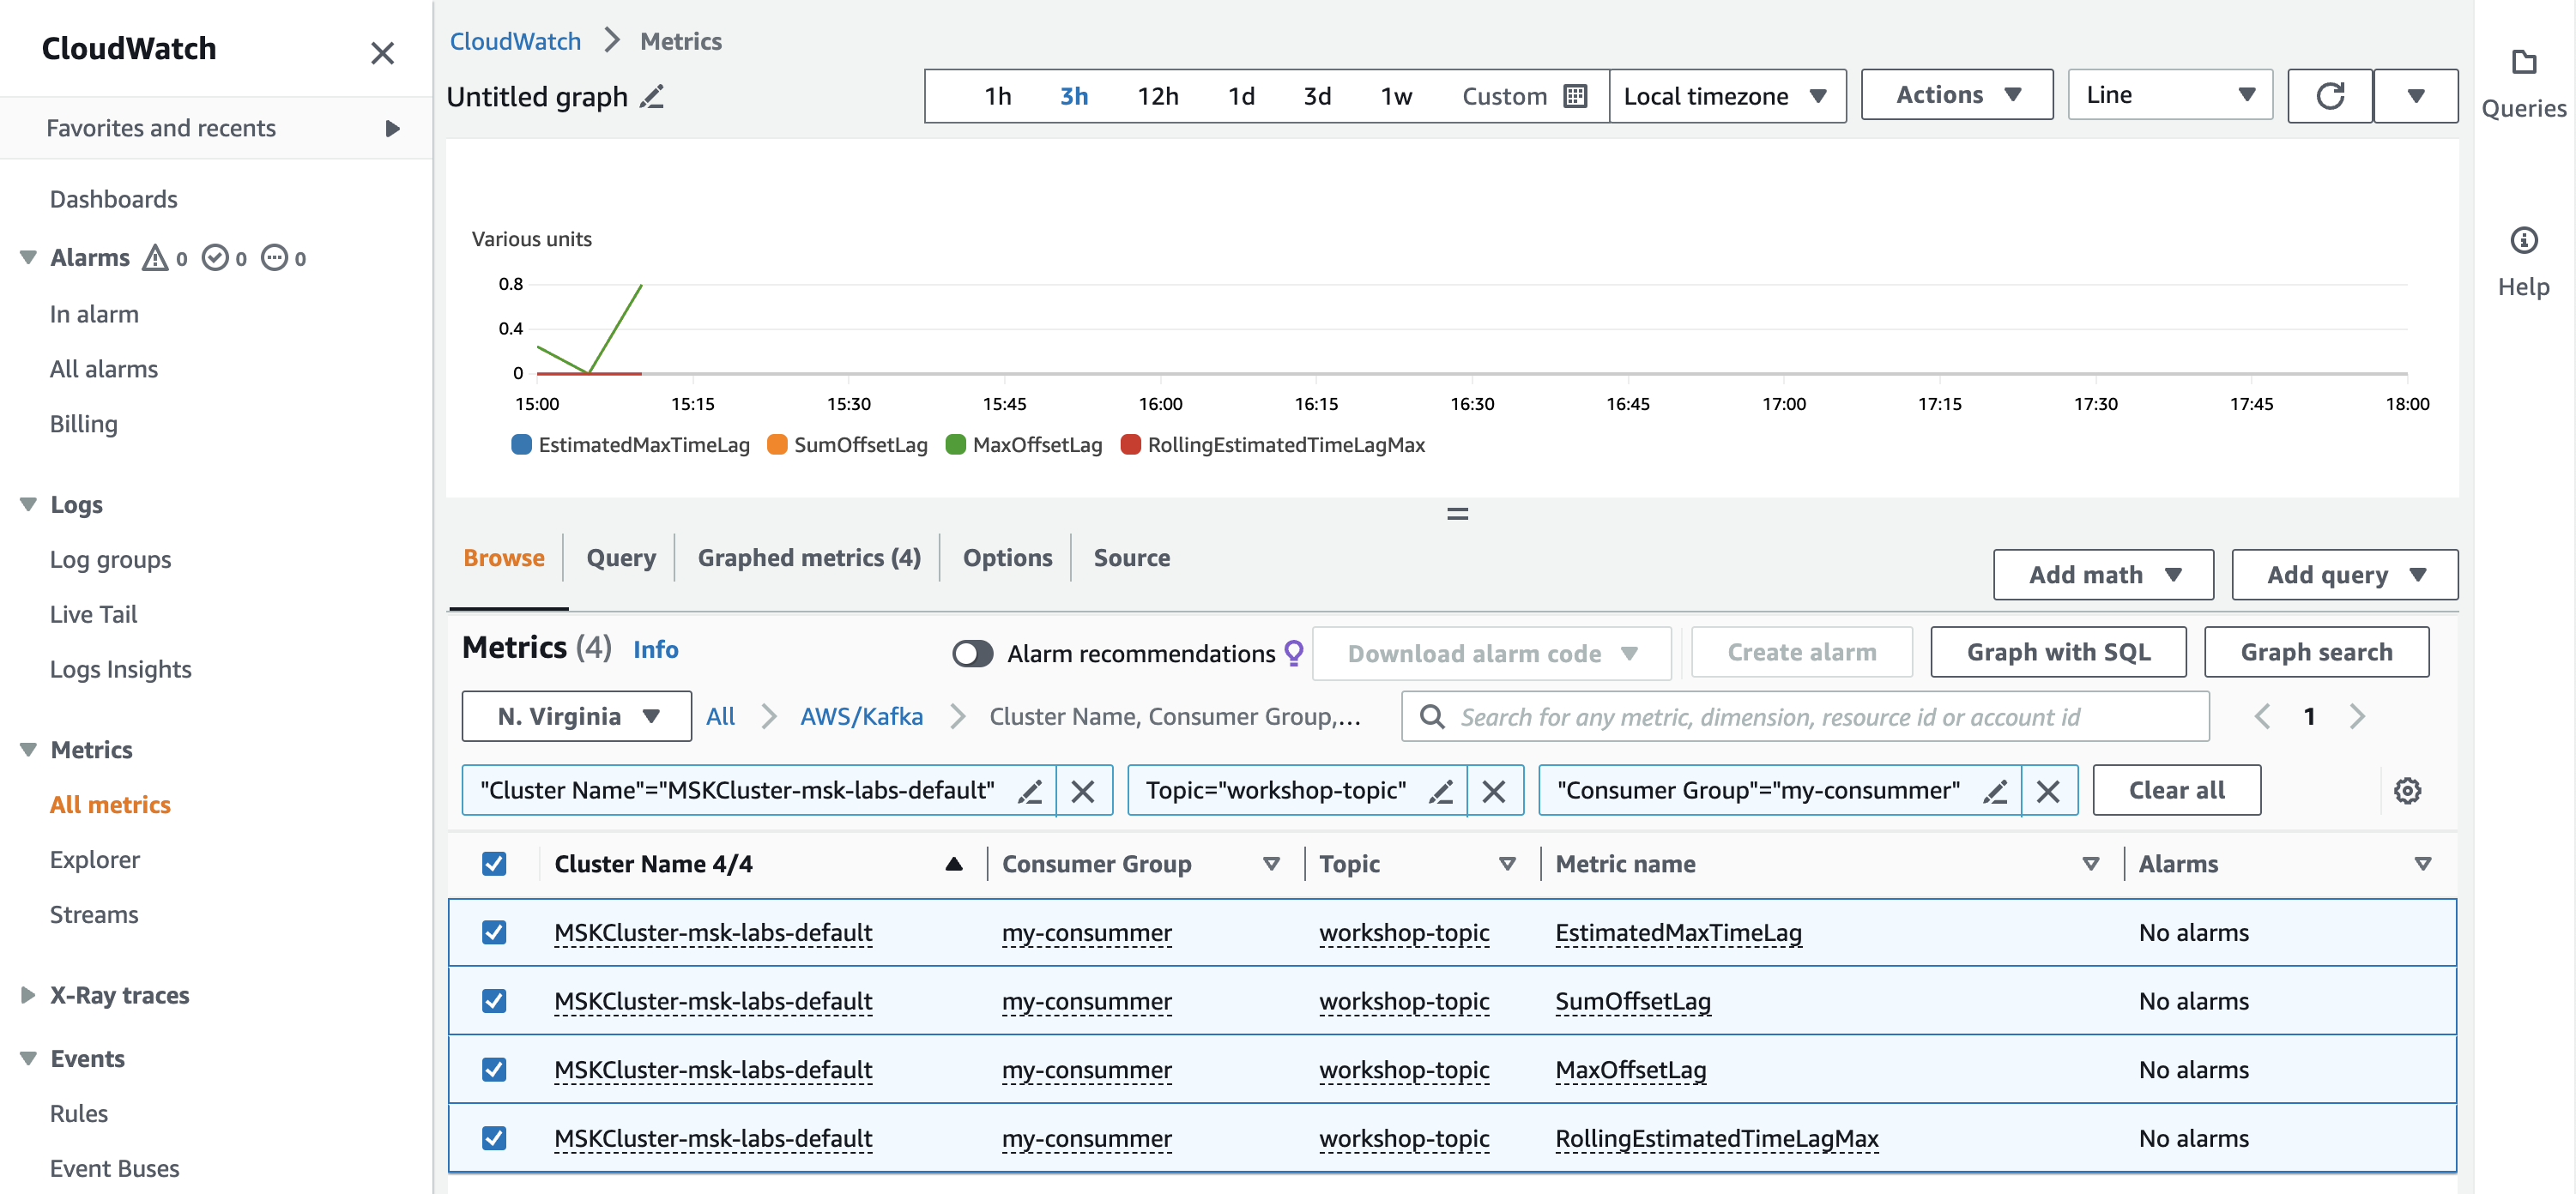 CloudWatch
Favorites and recents
Dashboards
Alarms 0 0 0
In alarm
All alarms
Billing
Logs
Log groups
Live Tail
Logs Insights
Metrics
All metrics
Explorer
Streams
X-Ray traces
Events
Rules
Event Buses
CloudWatch Metrics
Untitled graph
1h 3h 12h 1d 3d 1w Custom Local timezone Actions Line
Various units
0.8
0.4
0
15:00 15:15 15:30 15:45 16:00 16:15 16:30 16:45 17:00 17:15 17:30 17:45 18:00
EstimatedMaxTimeLag SumOffsetLag MaxOffsetLag RollingEstimatedTimeLagMax
Browse Query Graphed metrics (4) Options Source
Add math Add query
Metrics (4) Info Alarm recommendations Download alarm code Create alarm Graph with SQL Graph search
N. Virginia All AWS/Kafka Cluster Name, Consumer Group,... Search for any metric, dimension, resource id or account id 1
"Cluster Name"="MSKCluster-msk-labs-default" Topic="workshop-topic" "Consumer Group"="my-consummer" Clear all
Cluster Name 4/4 Consumer Group Topic Metric name Alarms
MSKCluster-msk-labs-default my-consummer workshop-topic EstimatedMaxTimeLag No alarms
MSKCluster-msk-labs-default my-consummer workshop-topic SumOffsetLag No alarms
MSKCluster-msk-labs-default my-consummer workshop-topic MaxOffsetLag No alarms
MSKCluster-msk-labs-default my-consummer workshop-topic RollingEstimatedTimeLagMax No alarms
Queries
Help